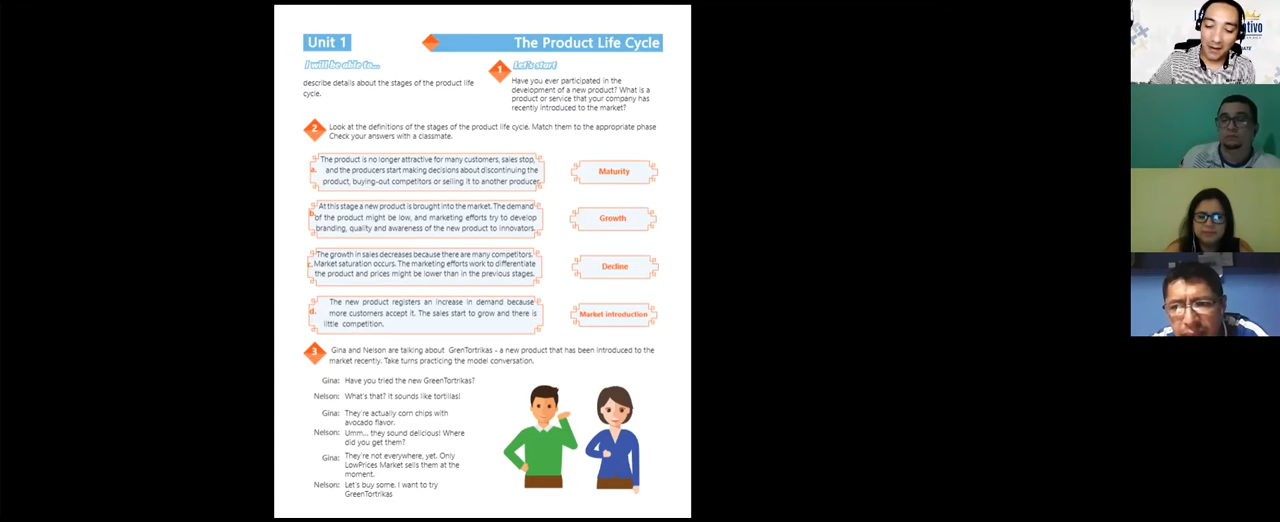 Unit 1
The Product Life Cycle
I will be able to...
describe details about the stages of the product life
cycle.
1
Let's start
Have you ever participated in the
development of a new product? What is a
product or service that your company has
recently introduced to the market?
2
Look at the definitions of the stages of the product life cycle. Match them to the appropriate phase
Check your answers with a classmate.
a.
The product is no longer attractive for many customers, sales stop,
and the producers start making decisions about discontinuing the
product, buying-out competitors or selling it to another producer.
Maturity
b.
At this stage a new product is brought into the market. The demand
of the product might be low, and marketing efforts try to develop
branding, quality and awareness of the new product to innovators.
Growth
c.
The growth in sales decreases because there are many competitors.
Market saturation occurs. The marketing efforts work to differentiate
the product and prices might be lower than in the previous stages.
Decline
d.
The new product registers an increase in demand because
more customers accept it. The sales start to grow and there is
little competition.
Market introduction
3
Gina and Nelson are talking about GrenTortrikas - a new product that has been introduced to the
market recently. Take turns practicing the model conversation.
Gina: Have you tried the new GreenTortrikas?
Nelson: What's that? It sounds like tortillas!
Gina: They're actually corn chips with
avocado flavor.
Nelson: Umm... they sound delicious! Where
did you get them?
Gina: They're not everywhere, yet. Only
LowPrices Market sells them at the
moment.
Nelson: Let's buy some. I want to try
GreenTortrikas